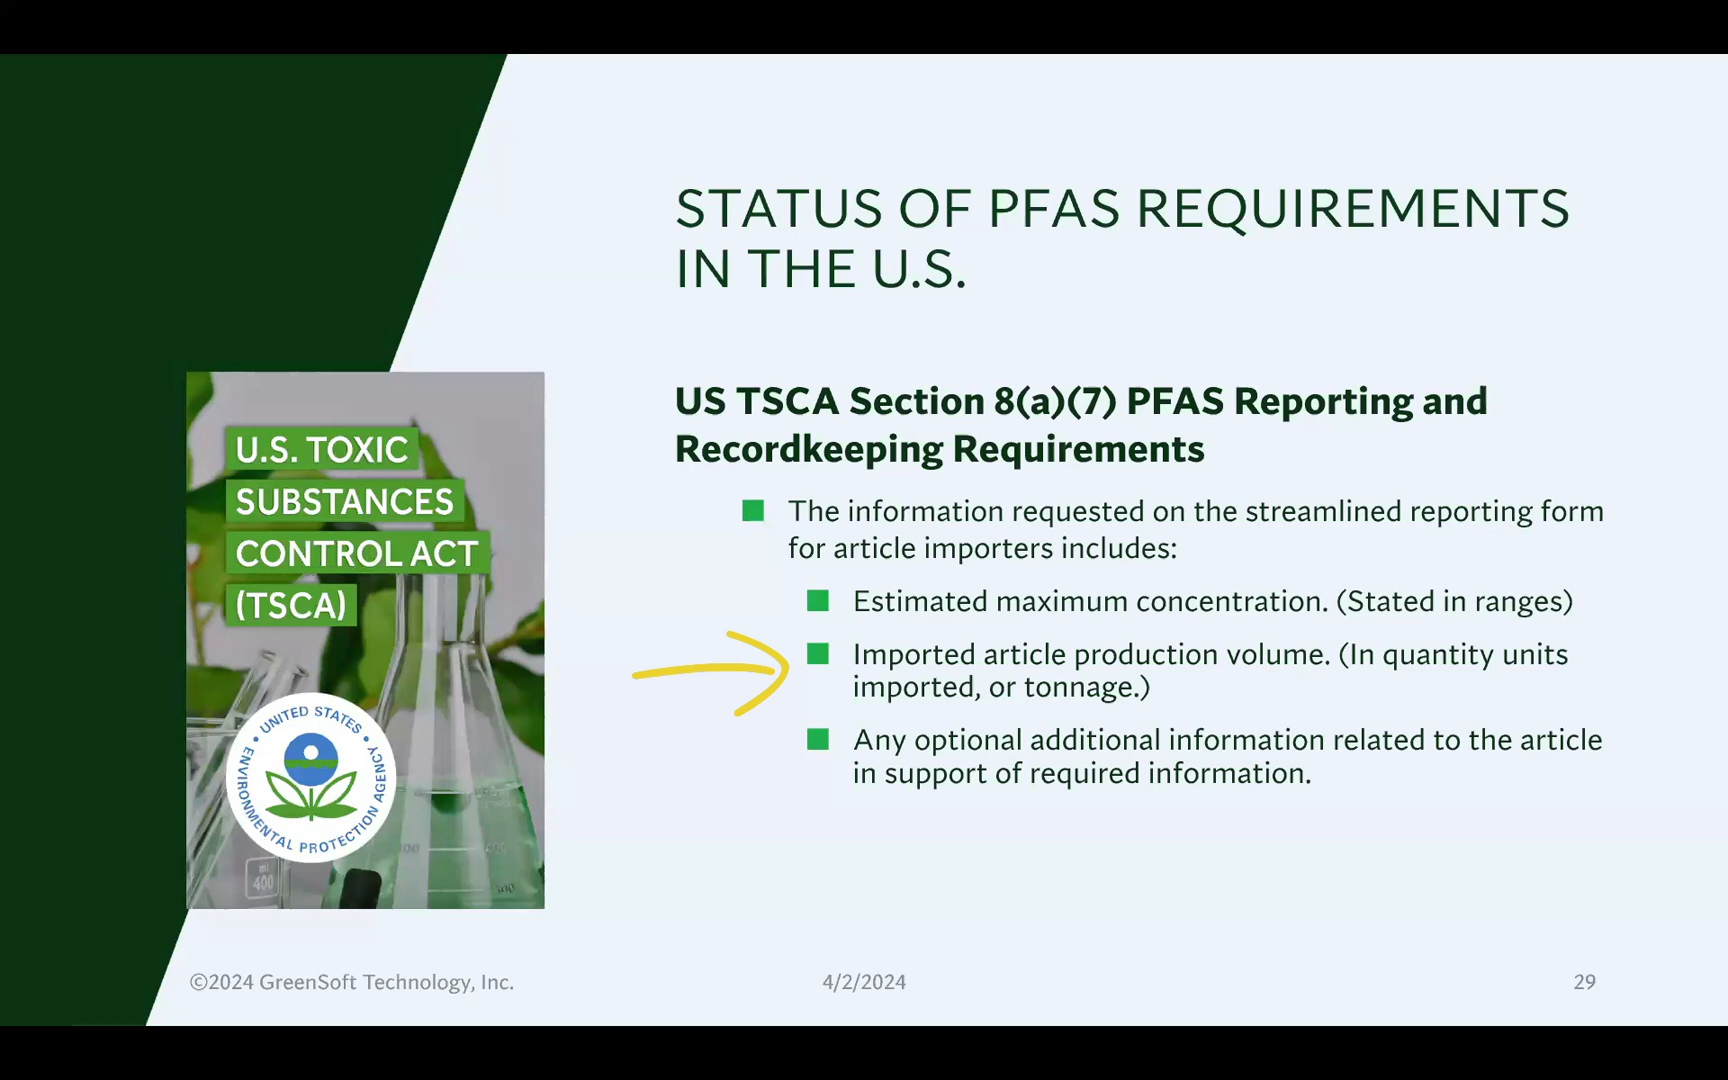 STATUS OF PFAS REQUIREMENTS
IN THE U.S.
US TSCA Section 8(a)(7) PFAS Reporting and
Recordkeeping Requirements
The information requested on the streamlined reporting form
for article importers includes:
Estimated maximum concentration. (Stated in ranges)
Imported article production volume. (In quantity units
imported, or tonnage.)
Any optional additional information related to the article
in support of required information.
U.S. TOXIC
SUBSTANCES
CONTROL ACT
(TSCA)
UNITED STATES
ENVIRONMENTAL PROTECTION AGENCY
ml
400
©2024 GreenSoft Technology, Inc.
4/2/2024
29